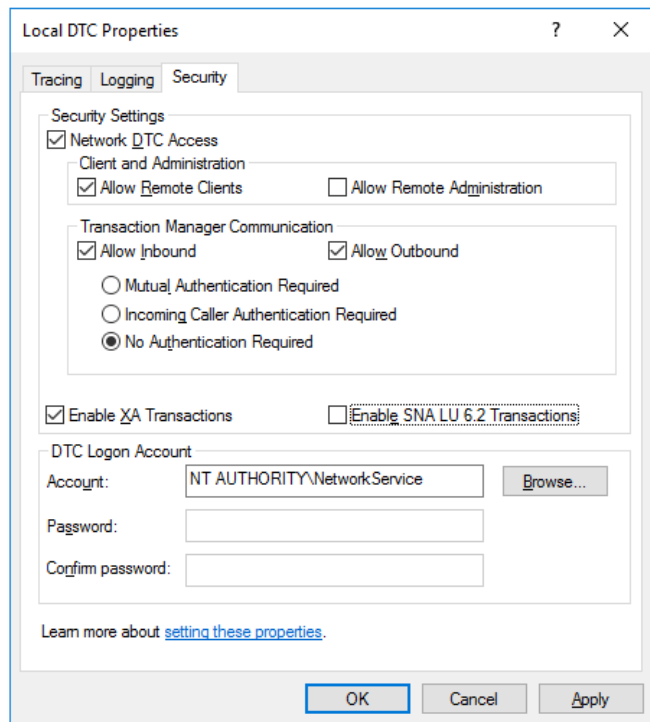 Local DTC Properties
Tracing Logging Security
Security Settings
Network DTC Access
Client and Administration
Allow Remote Clients Allow Remote Administration
Transaction Manager Communication
Allow Inbound Allow Outbound
Mutual Authentication Required
Incoming Caller Authentication Required
No Authentication Required
Enable XA Transactions Enable SNA LU 6.2 Transactions
DTC Logon Account
Account: NT AUTHORITY\NetworkService Browse...
Password:
Confirm password:
Learn more about setting these properties.
OK Cancel Apply